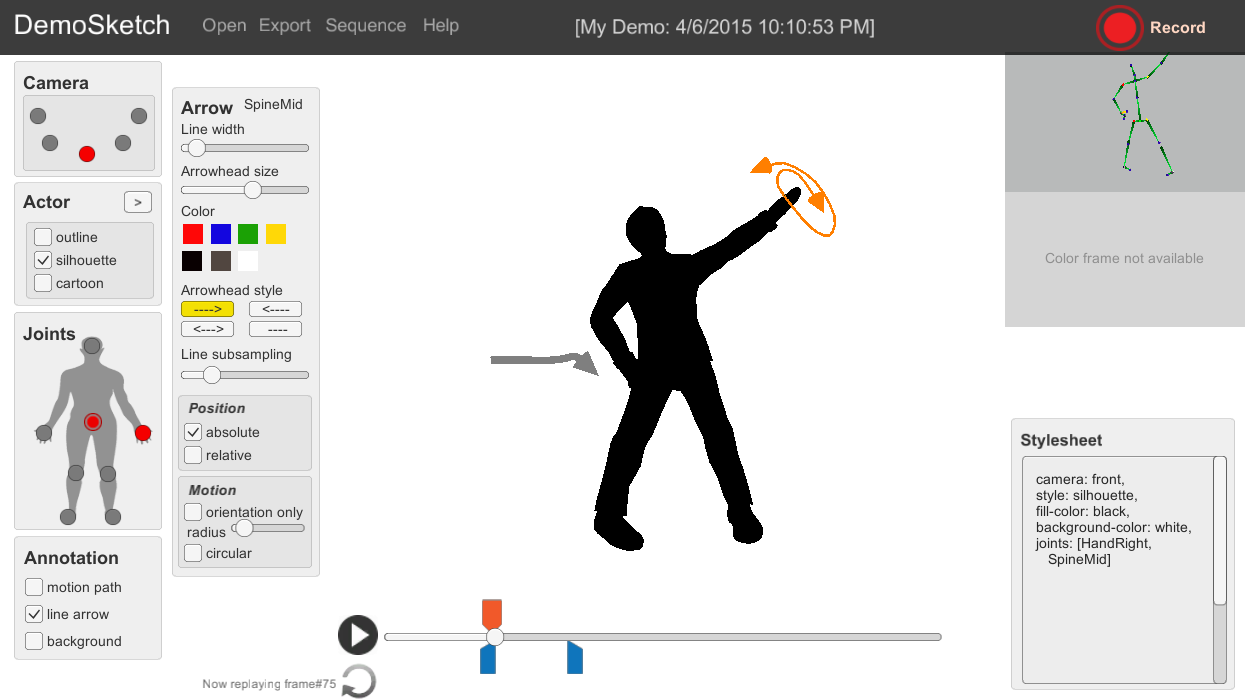 DemoSketch
Open Export Sequence Help
[My Demo: 4/6/2015 10:10:53 PM]
Record
Camera
Actor
>
outline
silhouette
cartoon
Joints
Annotation
motion path
line arrow
background
Arrow SpineMid
Line width
Arrowhead size
Color
Arrowhead style
----> <----
<---> ----
Line subsampling
Position
absolute
relative
Motion
orientation only
radius
circular
Now replaying frame#75
Color frame not available
Stylesheet
camera: front,
style: silhouette,
fill-color: black,
background-color: white,
joints: [HandRight,
SpineMid]